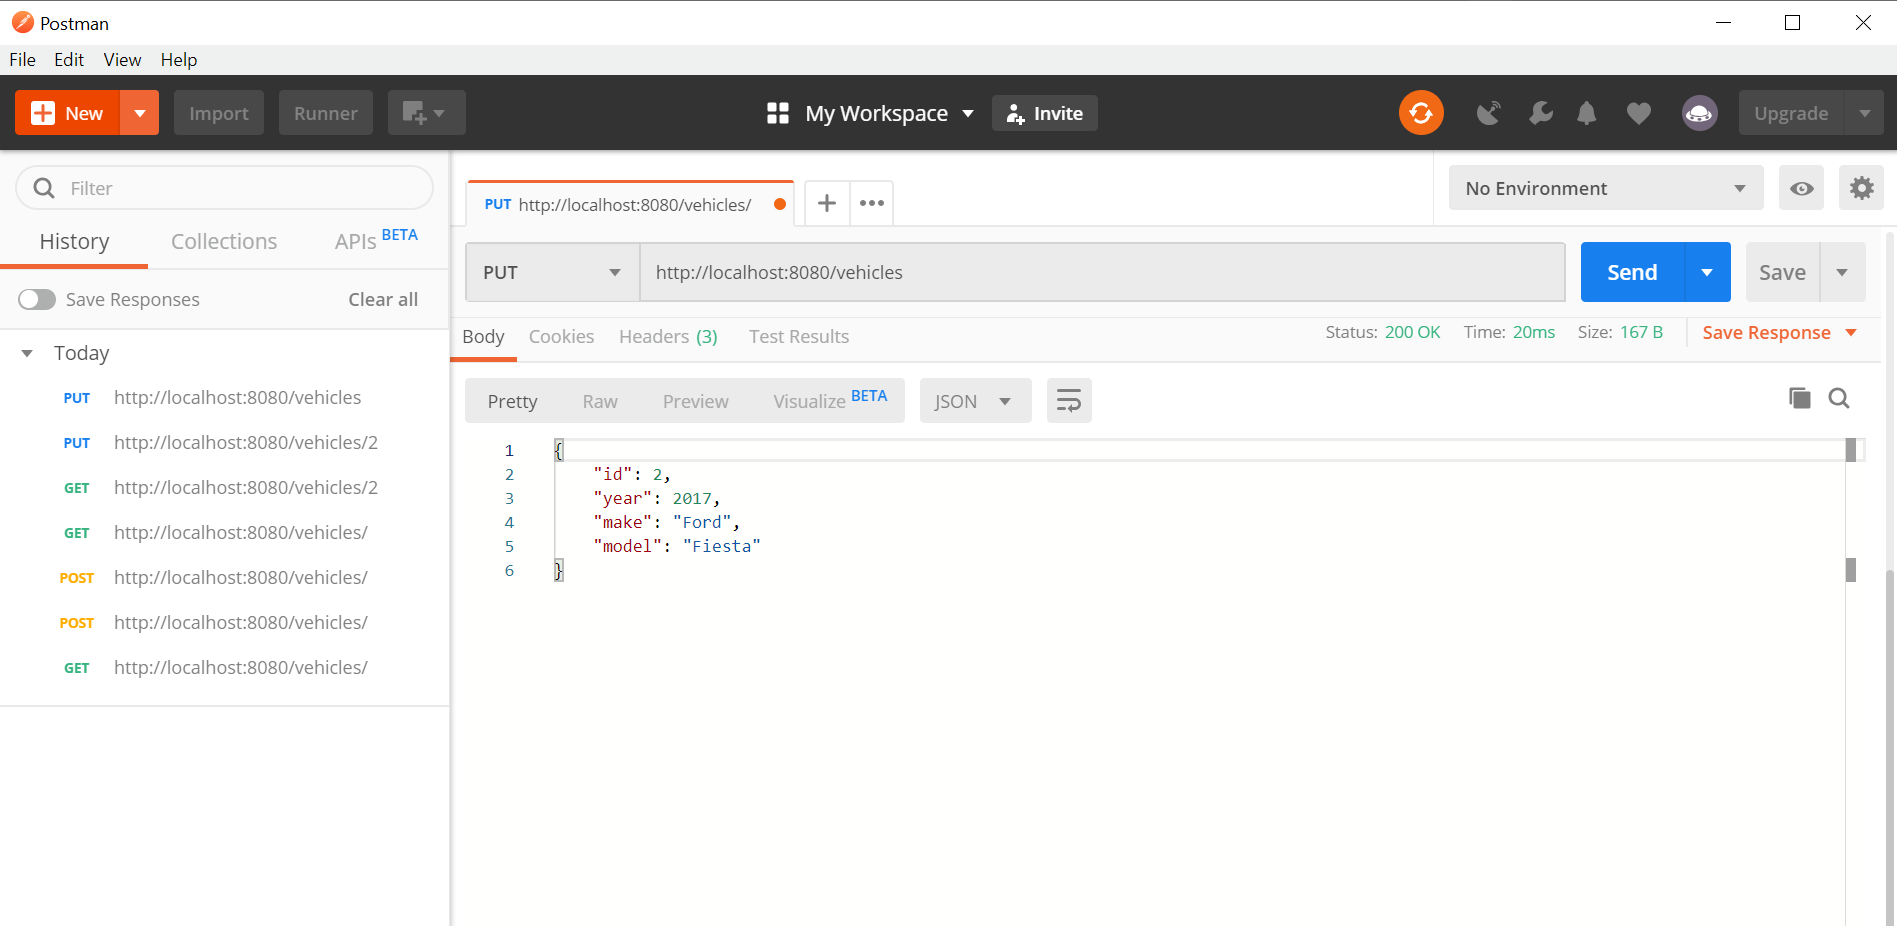 Postman
File Edit View Help
New Import Runner My Workspace Invite Upgrade
Filter
History Collections APIs BETA
Save Responses Clear all
Today
PUT http://localhost:8080/vehicles
PUT http://localhost:8080/vehicles/2
GET http://localhost:8080/vehicles/2
GET http://localhost:8080/vehicles/
POST http://localhost:8080/vehicles/
POST http://localhost:8080/vehicles/
GET http://localhost:8080/vehicles/
PUT http://localhost:8080/vehicles/
No Environment
PUT http://localhost:8080/vehicles Send Save
Body Cookies Headers (3) Test Results Status: 200 OK Time: 20ms Size: 167 B Save Response
Pretty Raw Preview Visualize BETA JSON
1 {
2 "id": 2,
3 "year": 2017,
4 "make": "Ford",
5 "model": "Fiesta"
6 }